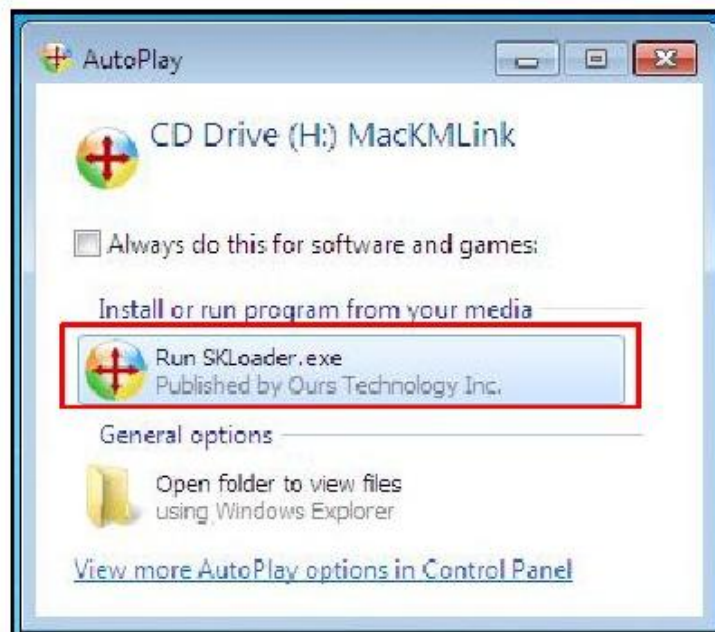 AutoPlay
CD Drive (H:) MacKMLink
Always do this for software and games:
Install or run program from your media
Run SKLoader.exe
Published by Ours Technology Inc.
General options
Open folder to view files
using Windows Explorer
View more AutoPlay options in Control Panel